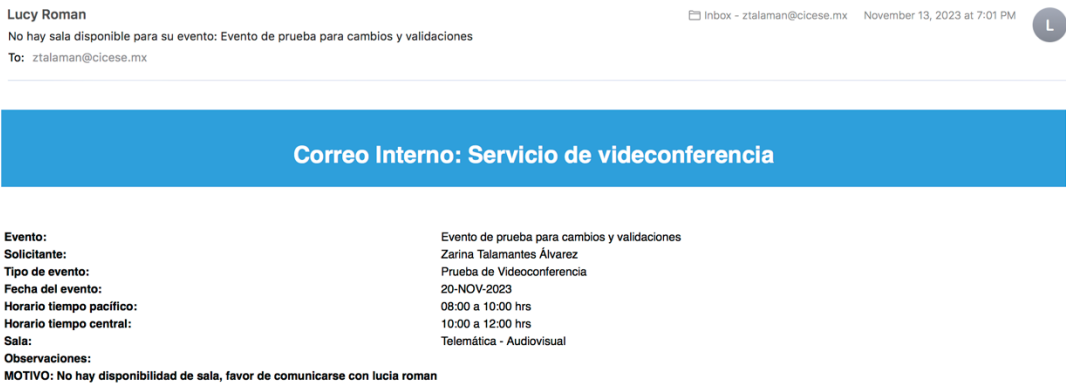 Lucy Roman
Inbox - ztalaman@cicese.mx November 13, 2023 at 7:01 PM
L
No hay sala disponible para su evento: Evento de prueba para cambios y validaciones
To: ztalaman@cicese.mx
Correo Interno: Servicio de videconferencia
Evento: Evento de prueba para cambios y validaciones
Solicitante: Zarina Talamantes Álvarez
Tipo de evento: Prueba de Videoconferencia
Fecha del evento: 20-NOV-2023
Horario tiempo pacífico: 08:00 a 10:00 hrs
Horario tiempo central: 10:00 a 12:00 hrs
Sala: Telemática - Audiovisual
Observaciones:
MOTIVO: No hay disponibilidad de sala, favor de comunicarse con lucia roman